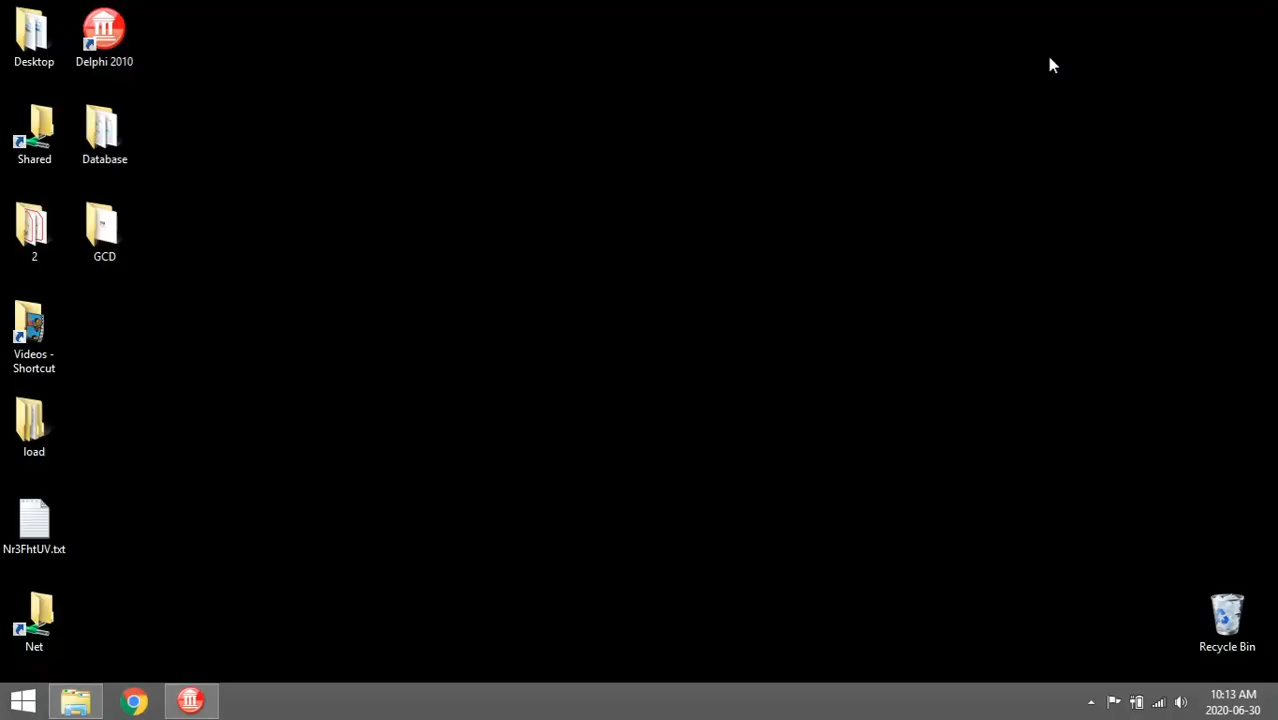 Desktop
Delphi 2010
Shared
Database
2
GCD
Videos -
Shortcut
load
Nr3FhtUV.txt
Net
Recycle Bin
10:13 AM
2020-06-30